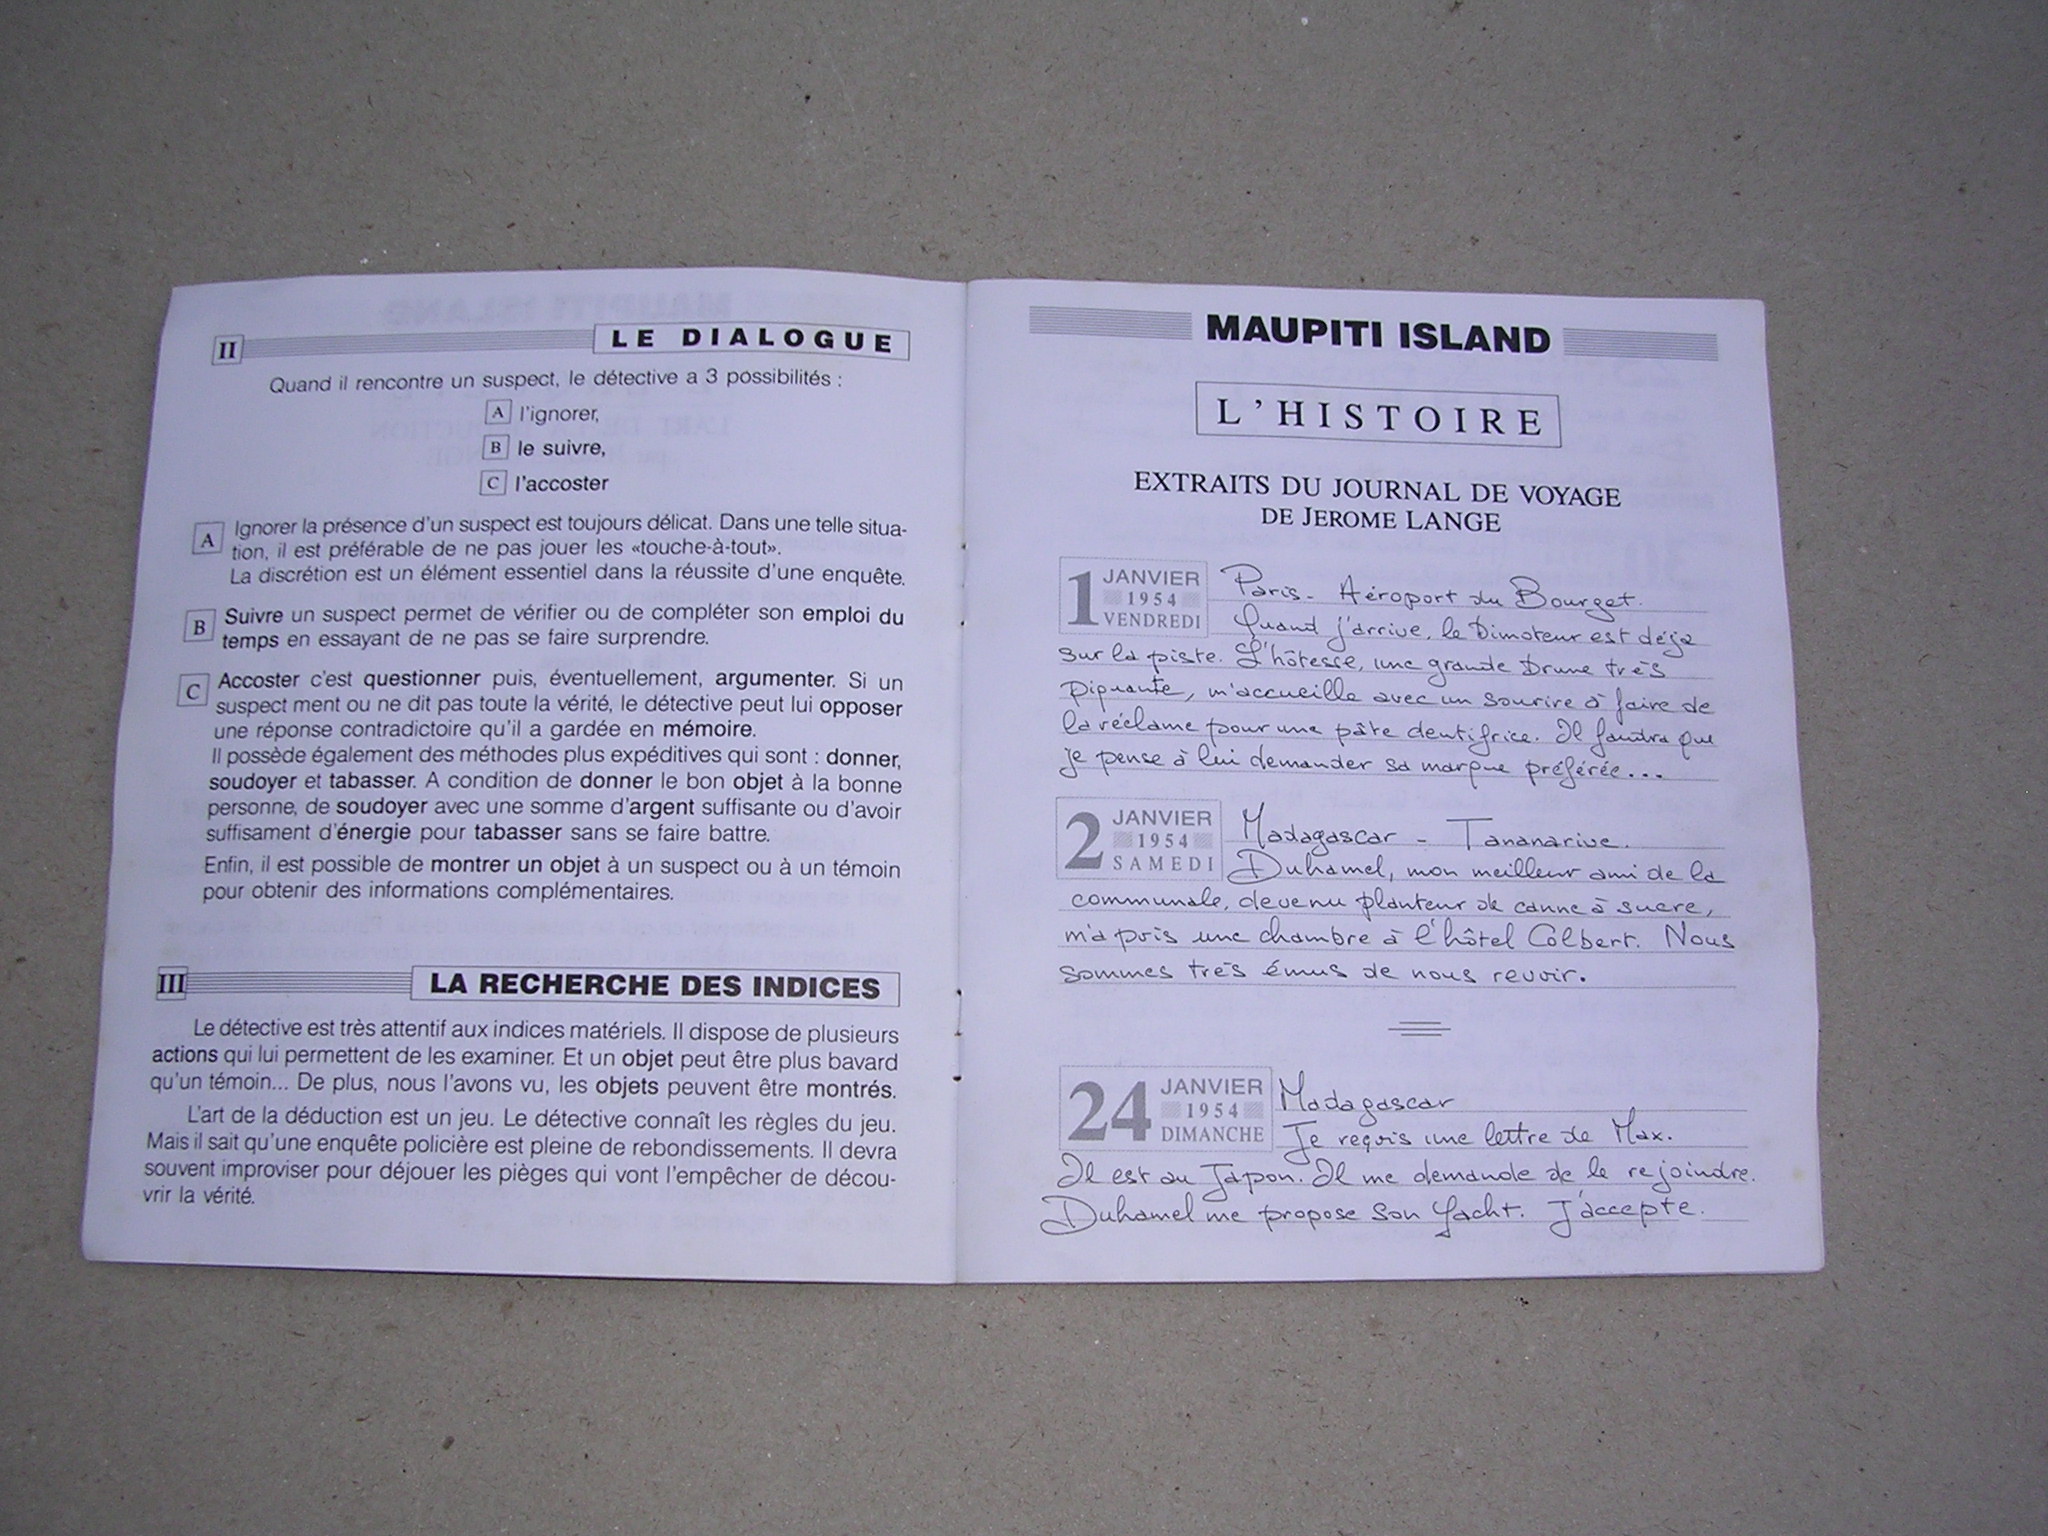 II
LE DIALOGUE
Quand il rencontre un suspect, le détective a 3 possibilités :
A l'ignorer,
B le suivre,
C l'accoster
A Ignorer la présence d'un suspect est toujours délicat. Dans une telle situa-
tion, il est préférable de ne pas jouer les «touche-à-tout».
La discrétion est un élément essentiel dans la réussite d'une enquête.
B Suivre un suspect permet de vérifier ou de compléter son emploi du
temps en essayant de ne pas se faire surprendre.
C Accoster c'est questionner puis, éventuellement, argumenter. Si un
suspect ment ou ne dit pas toute la vérité, le détective peut lui opposer
une réponse contradictoire qu'il a gardée en mémoire.
Il possède également des méthodes plus expéditives qui sont : donner,
soudoyer et tabasser. A condition de donner le bon objet à la bonne
personne, de soudoyer avec une somme d'argent suffisante ou d'avoir
suffisament d'énergie pour tabasser sans se faire battre.
Enfin, il est possible de montrer un objet à un suspect ou à un témoin
pour obtenir des informations complémentaires.
III
LA RECHERCHE DES INDICES
Le détective est très attentif aux indices matériels. Il dispose de plusieurs
actions qui lui permettent de les examiner. Et un objet peut être plus bavard
qu'un témoin... De plus, nous l'avons vu, les objets peuvent être montrés.
L'art de la déduction est un jeu. Le détective connaît les règles du jeu.
Mais il sait qu'une enquête policière est pleine de rebondissements. Il devra
souvent improviser pour déjouer les pièges qui vont l'empêcher de décou-
vrir la vérité.
MAUPITI ISLAND
L'HISTOIRE
EXTRAITS DU JOURNAL DE VOYAGE
DE JEROME LANGE
1 JANVIER
1954
VENDREDI
Paris - Aéroport du Bourget.
Quand j'arrive, le bimoteur est déjà
sur la piste. L'hôtesse, une grande brune très
piquante, m'accueille avec un sourire à faire de
la réclame pour une pâte dentifrice. Il faudra que
je pense à lui demander sa marque préférée...
2 JANVIER
1954
SAMEDI
Madagascar - Tananarive.
Duhamel, mon meilleur ami de la
communale, devenu planteur de canne à sucre,
m'a pris une chambre à l'hôtel Colbert. Nous
sommes très émus de nous revoir.
24 JANVIER
1954
DIMANCHE
Madagascar
Je reçois une lettre de Max.
Il est au Japon. Il me demande de le rejoindre.
Duhamel me propose son Yacht. J'accepte.